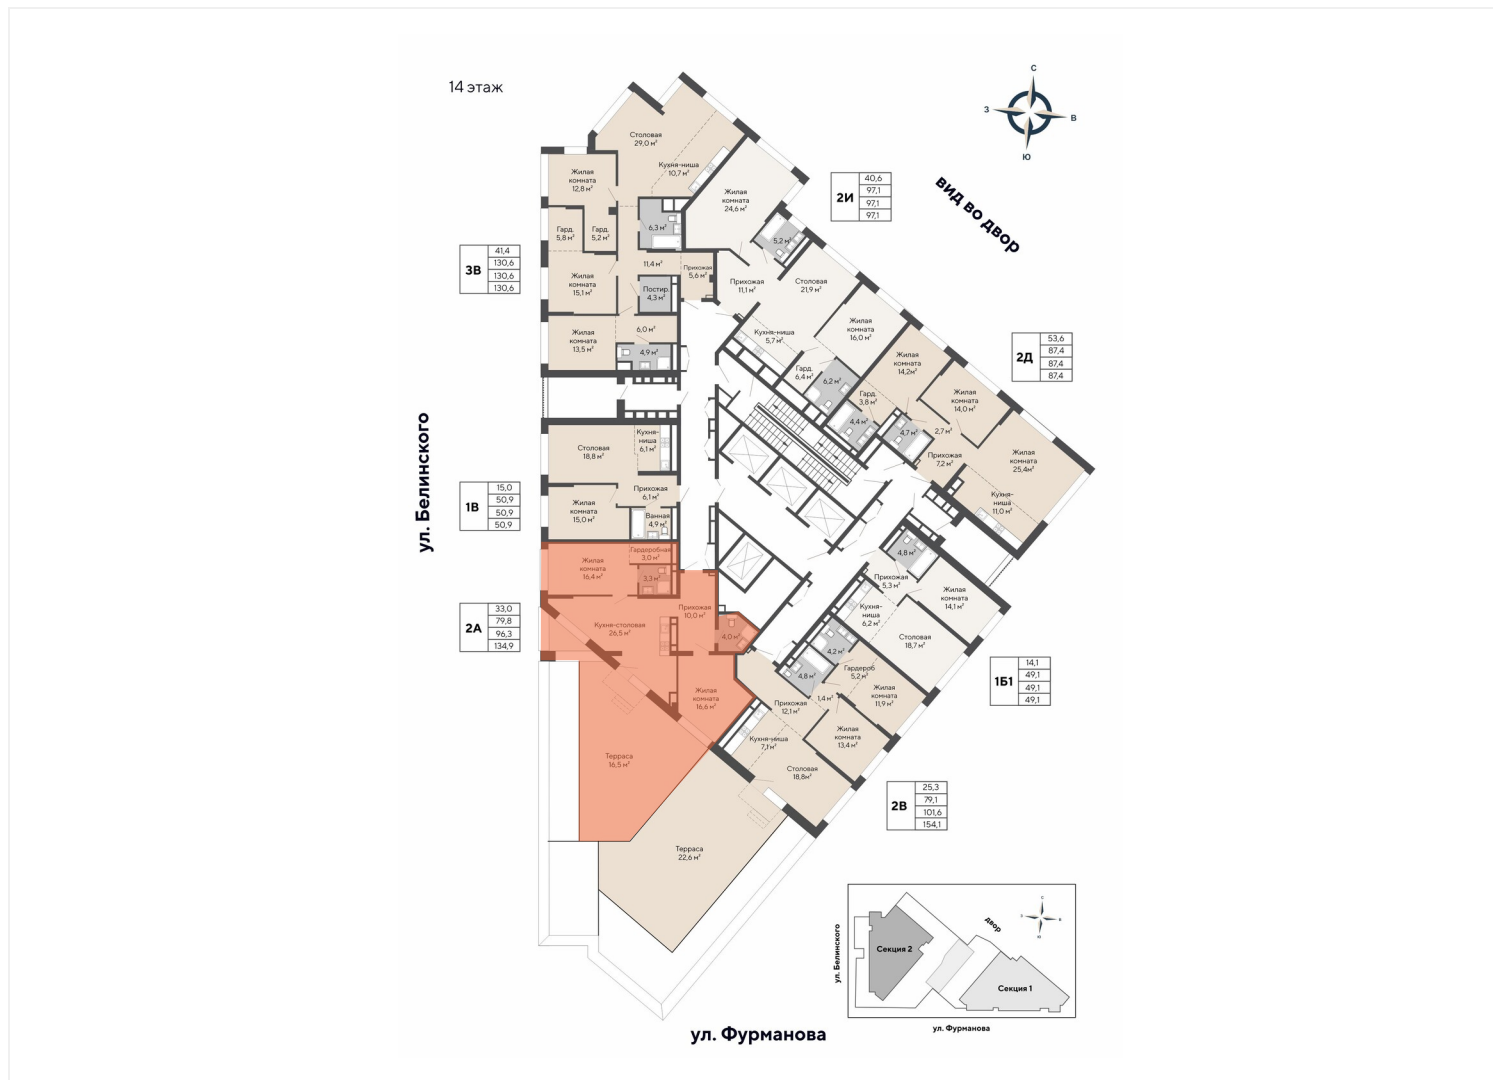 14 этаж
С
З
В
Ю
вид во двор
Столовая
29,0 м²
Кухня-ниша
10,7 м²
Жилая
комната
12,8 м²
Гард.
5,8 м²
Гард.
5,2 м²
6,3 м²
11,4 м²
Прихожая
5,6 м²
Жилая
комната
15,1 м²
Постир.
4,3 м²
Жилая
комната
13,5 м²
6,0 м²
4,9 м²
3В
41,4
130,6
130,6
130,6
Жилая
комната
24,6 м²
5,2 м²
Прихожая
11,1 м²
Столовая
21,9 м²
Кухня-ниша
5,7 м²
Жилая
комната
16,0 м²
Гард.
6,4 м²
6,2 м²
2И
40,6
97,1
97,1
97,1
Жилая
комната
14,2м²
Гард.
3,8 м²
4,4 м²
Жилая
комната
14,0 м²
4,7 м²
2,7 м²
Прихожая
7,2 м²
Жилая
комната
25,4м²
Кухня-
ниша
11,0 м²
2Д
53,6
87,4
87,4
87,4
ул. Белинского
Столовая
18,8 м²
Кухня-
ниша
6,1 м²
Прихожая
6,1 м²
Жилая
комната
15,0 м²
Ванная
4,9 м²
1В
15,0
50,9
50,9
50,9
Жилая
комната
16,4 м²
Гардеробная
3,0 м²
3,3 м²
Прихожая
10,0 м²
Кухня-столовая
26,5 м²
4,0 м²
Жилая
комната
16,6 м²
Терраса
16,5 м²
2А
33,0
79,8
96,3
134,9
4,8 м²
Прихожая
5,3 м²
Жилая
комната
14,1 м²
Кухня-
ниша
6,2 м²
Столовая
18,7 м²
1Б1
14,1
49,1
49,1
49,1
4,2 м²
4,8 м²
Гардероб
5,2 м²
1,4 м²
Жилая
комната
11,9 м²
Прихожая
12,1 м²
Жилая
комната
13,4 м²
Кухня-ниша
7,1 м²
Столовая
18,8м²
Терраса
22,6 м²
2В
25,3
79,1
101,6
154,1
ул. Фурманова
ул. Белинского
Секция 2
двор
Секция 1
ул. Фурманова